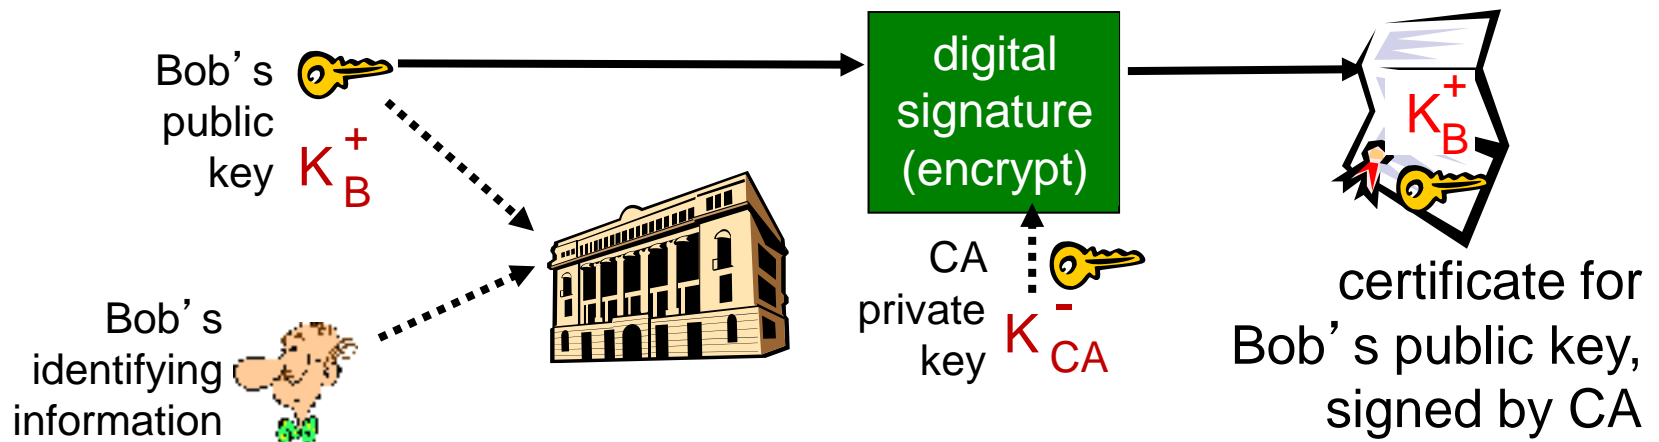 Bob's
public
key
K+B
digital
signature
(encrypt)
K+B
Bob's
identifying
information
CA
private
key
K-CA
certificate for
Bob's public key,
signed by CA